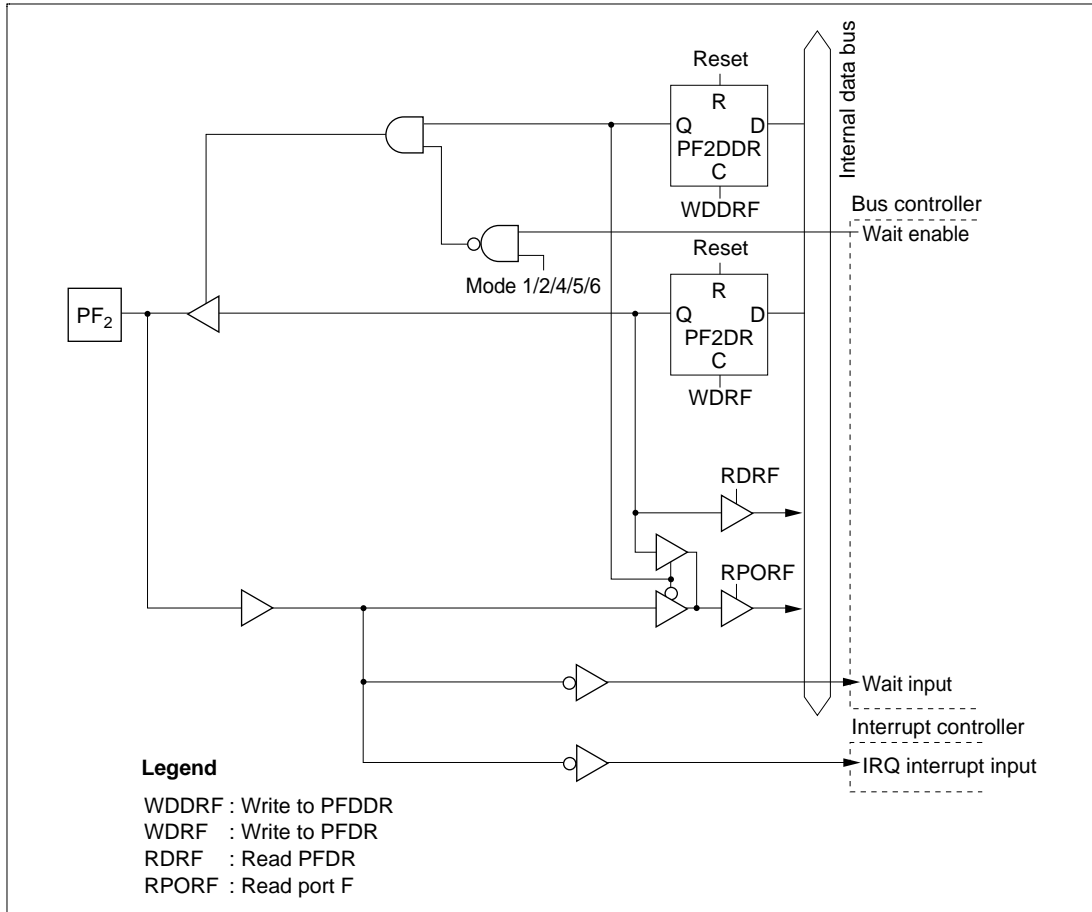 Reset
R
Q D
PF2DDR
C
WDDRF
Internal data bus
Bus controller
Wait enable
Mode 1/2/4/5/6
Reset
R
Q D
PF2DR
C
WDRF
PF2
RDRF
RPORF
Wait input
Interrupt controller
IRQ interrupt input
Legend
WDDRF : Write to PFDDR
WDRF : Write to PFDR
RDRF : Read PFDR
RPORF : Read port F